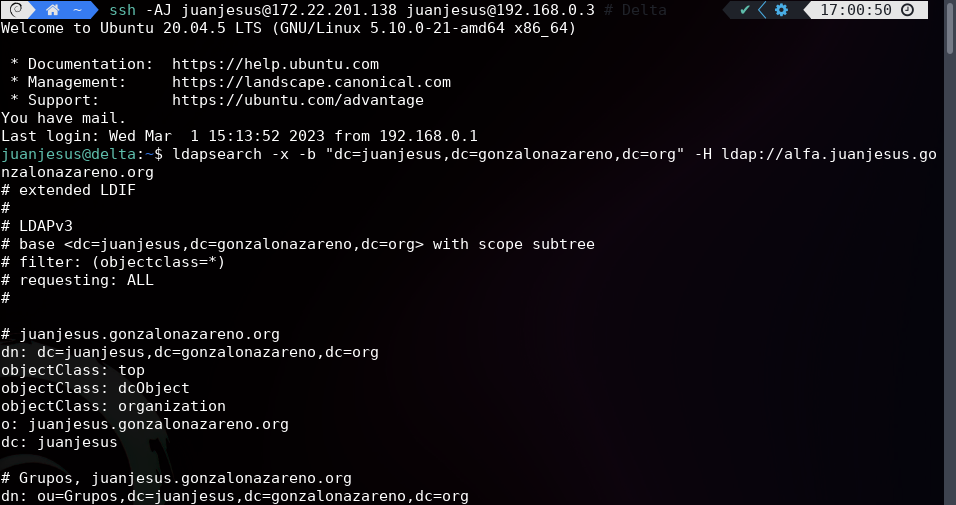 ~ ssh -AJ juanjesus@172.22.201.138 juanjesus@192.168.0.3 # Delta ✔ 17:00:50
Welcome to Ubuntu 20.04.5 LTS (GNU/Linux 5.10.0-21-amd64 x86_64)
* Documentation: https://help.ubuntu.com
* Management: https://landscape.canonical.com
* Support: https://ubuntu.com/advantage
You have mail.
Last login: Wed Mar 1 15:13:52 2023 from 192.168.0.1
juanjesus@delta:~$ ldapsearch -x -b "dc=juanjesus,dc=gonzalonazareno,dc=org" -H ldap://alfa.juanjesus.go
nzalonazareno.org
# extended LDIF
#
# LDAPv3
# base <dc=juanjesus,dc=gonzalonazareno,dc=org> with scope subtree
# filter: (objectclass=*)
# requesting: ALL
#
# juanjesus.gonzalonazareno.org
dn: dc=juanjesus,dc=gonzalonazareno,dc=org
objectClass: top
objectClass: dcObject
objectClass: organization
o: juanjesus.gonzalonazareno.org
dc: juanjesus
# Grupos, juanjesus.gonzalonazareno.org
dn: ou=Grupos,dc=juanjesus,dc=gonzalonazareno,dc=org